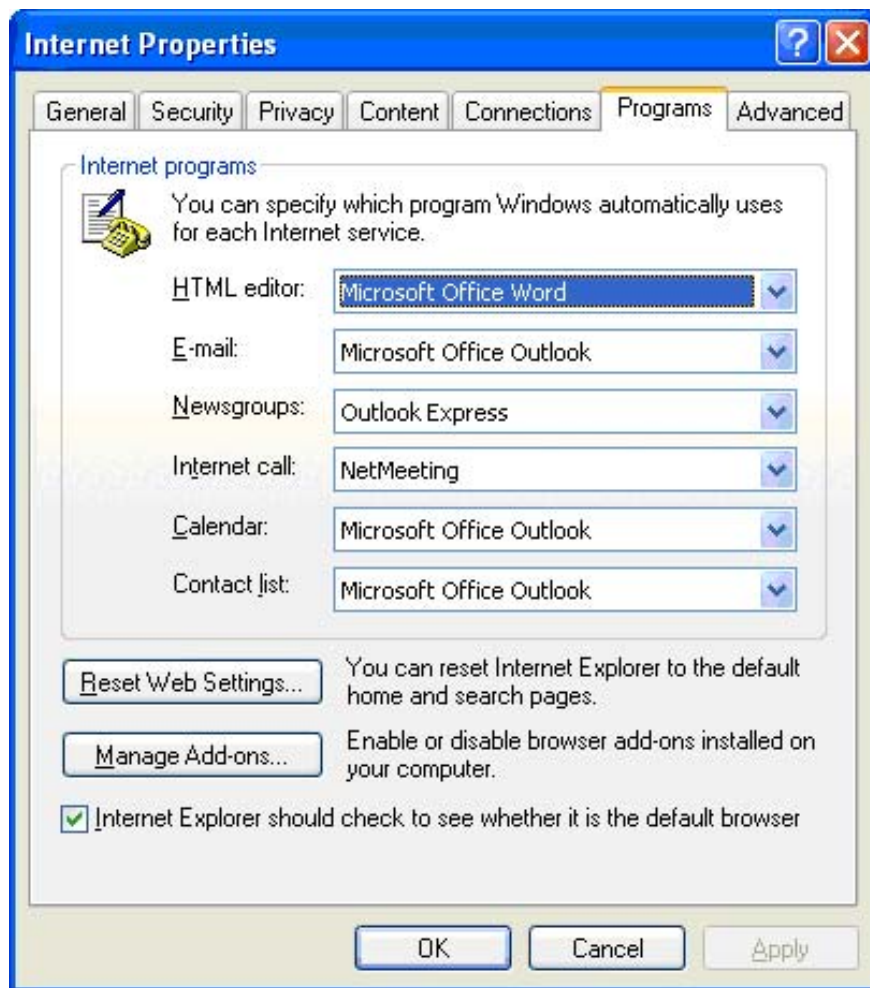 Internet Properties
General Security Privacy Content Connections Programs Advanced
Internet programs
You can specify which program Windows automatically uses
for each Internet service.
HTML editor: Microsoft Office Word
E-mail: Microsoft Office Outlook
Newsgroups: Outlook Express
Internet call: NetMeeting
Calendar: Microsoft Office Outlook
Contact list: Microsoft Office Outlook
Reset Web Settings...
You can reset Internet Explorer to the default
home and search pages.
Manage Add-ons...
Enable or disable browser add-ons installed on
your computer.
Internet Explorer should check to see whether it is the default browser
OK Cancel Apply